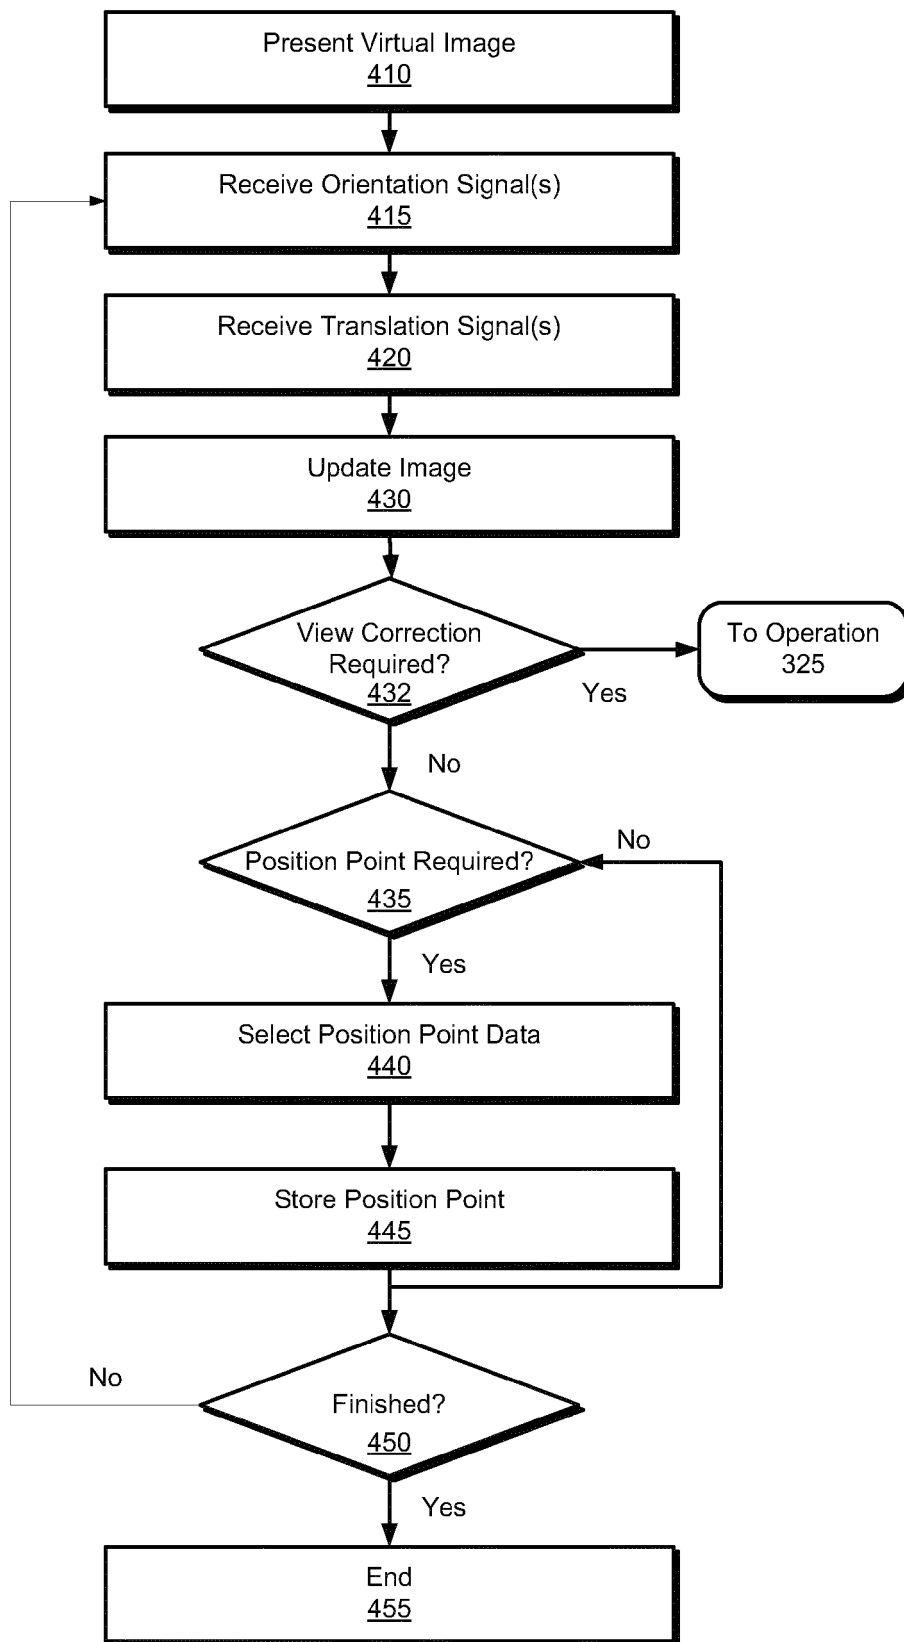 Present Virtual Image
410
Receive Orientation Signal(s)
415
Receive Translation Signal(s)
420
Update Image
430
View Correction
Required?
432
Yes
To Operation
325
No
Position Point Required?
435
No
Yes
Select Position Point Data
440
Store Position Point
445
Finished?
450
No
Yes
End
455